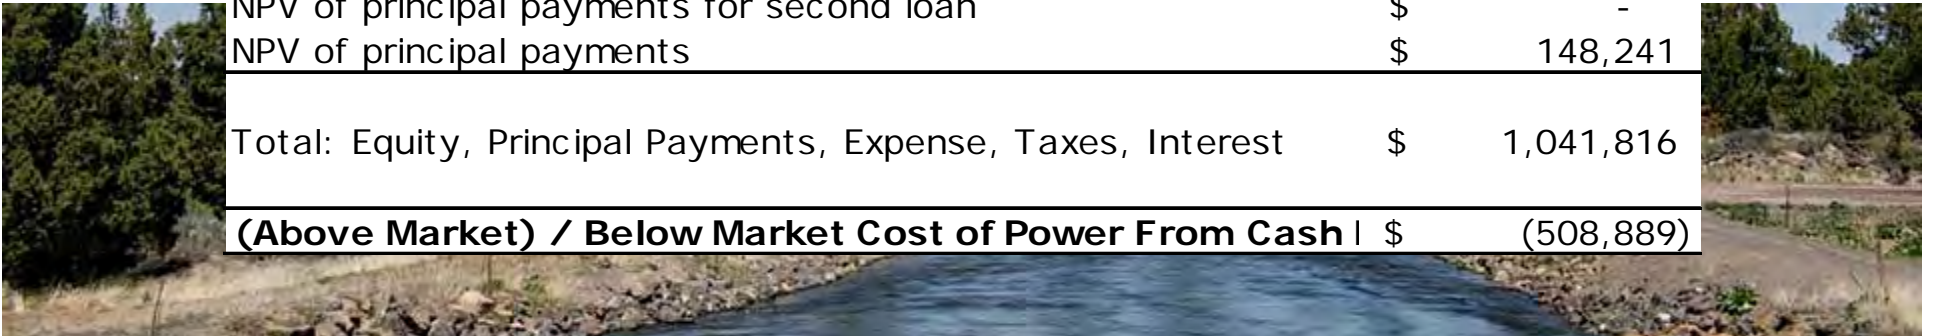 NPV of principal payments for second loan $ -
NPV of principal payments $ 148,241
Total: Equity, Principal Payments, Expense, Taxes, Interest $ 1,041,816
(Above Market) / Below Market Cost of Power From Cash $ (508,889)